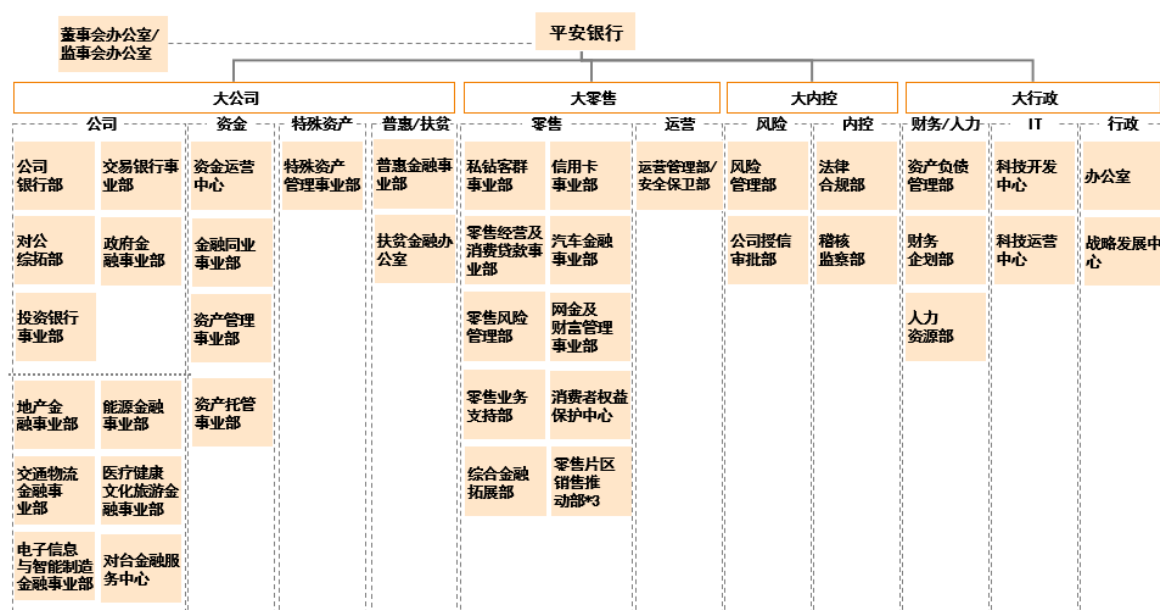 董事会办公室/
监事会办公室
平安银行
大公司
大零售
大内控
大行政
公司
资金
特殊资产
普惠/扶贫
零售
运营
风险
内控
财务/人力
IT
行政
公司
银行部
交易银行事
业部
资金运营
中心
特殊资产
管理事业部
普惠金融事
业部
私钻客群
事业部
信用卡
事业部
运营管理部/
安全保卫部
风险
管理部
法律
合规部
资产负债
管理部
科技开发
中心
办公室
对公
综拓部
政府金
融事业部
金融同业
事业部
扶贫金融办
公室
零售经营及
消费贷款事
业部
汽车金融
事业部
公司授信
审批部
稽核
监察部
财务
企划部
科技运营
中心
战略发展中
心
投资银行
事业部
资产管理
事业部
零售风险
管理部
网金及
财富管理
事业部
人力
资源部
地产金
融事业部
能源金融
事业部
资产托管
事业部
零售业务
支持部
消费者权益
保护中心
交通物流
金融事
业部
医疗健康
文化旅游金
融事业部
综合金融
拓展部
零售片区
销售推
动部*3
电子信息
与智能制造
金融事业部
对台金融服
务中心